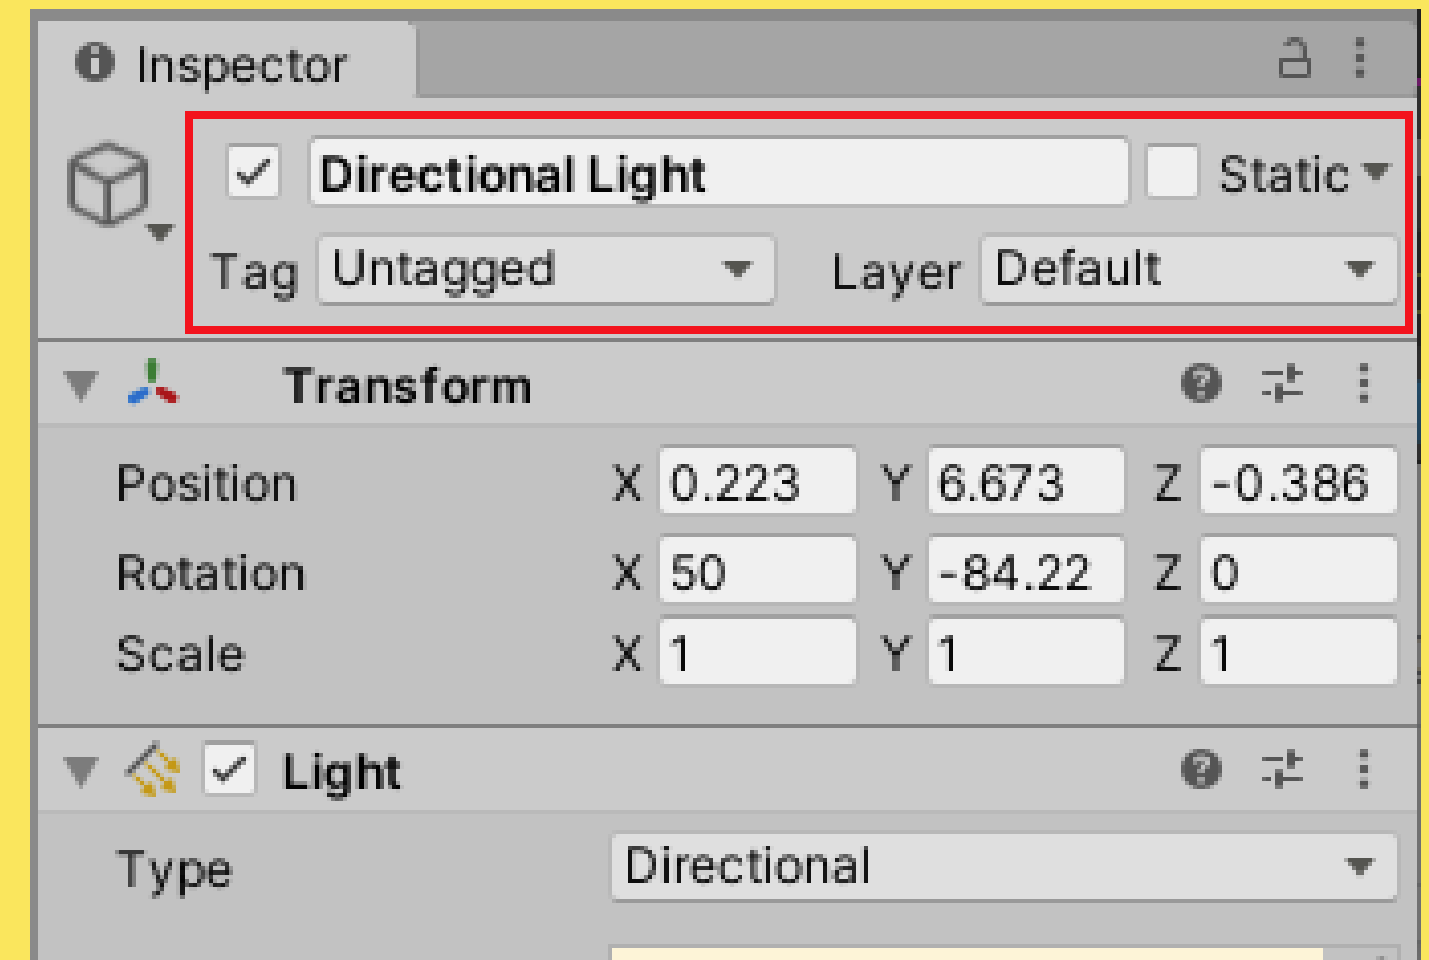 Inspector
Directional Light Static
Tag Untagged Layer Default
Transform
Position X 0.223 Y 6.673 Z -0.386
Rotation X 50 Y -84.22 Z 0
Scale X 1 Y 1 Z 1
Light
Type Directional